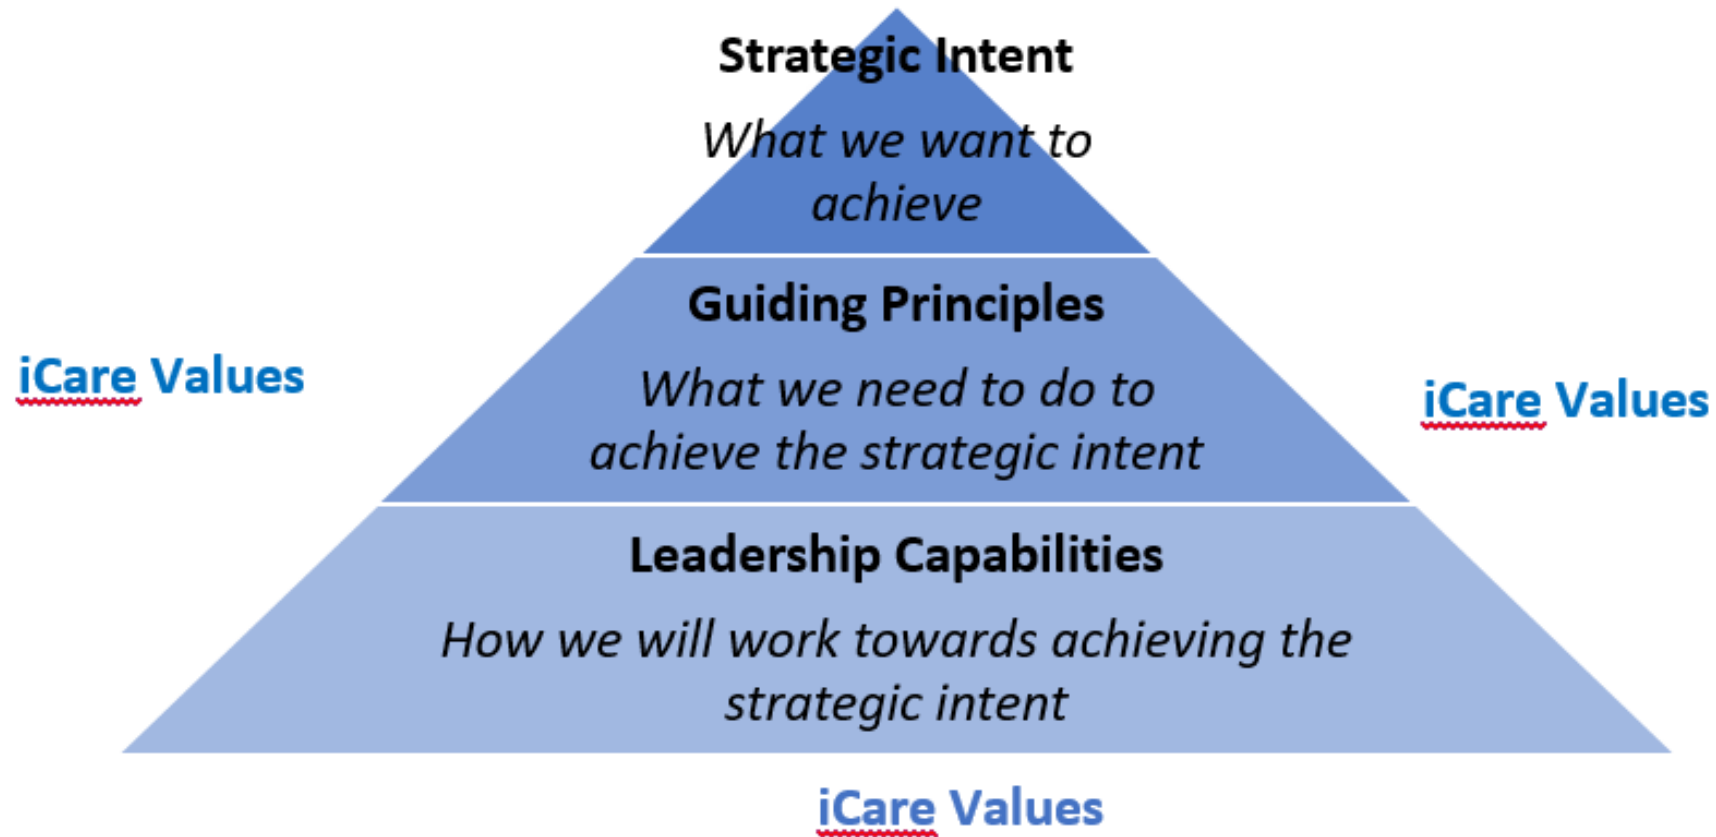 Strategic Intent
What we want to
achieve
Guiding Principles
What we need to do to
achieve the strategic intent
iCare Values
iCare Values
Leadership Capabilities
How we will work towards achieving the
strategic intent
iCare Values